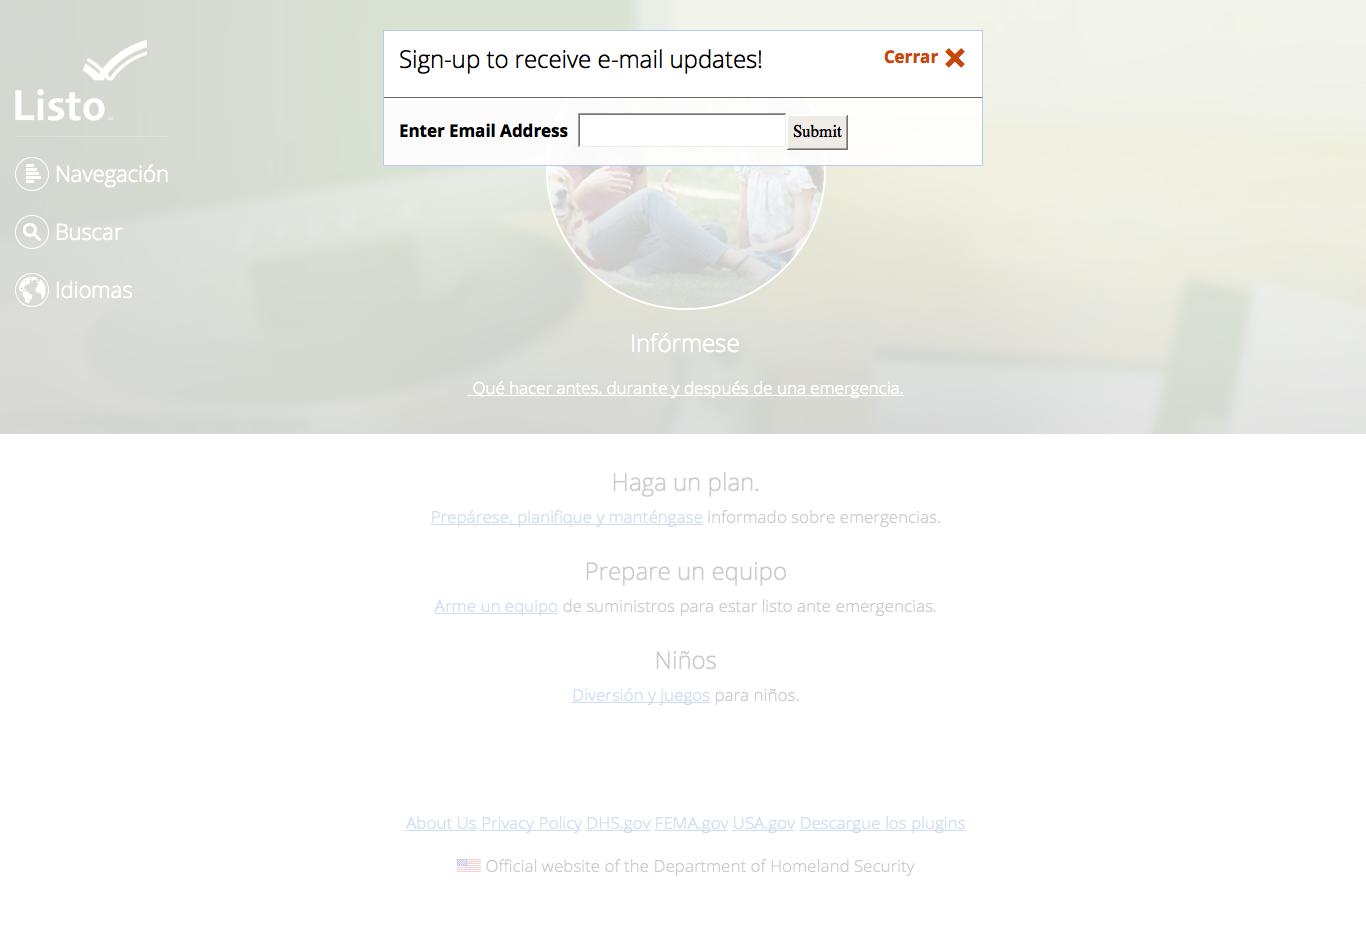 Sign-up to receive e-mail updates!
Cerrar
Enter Email Address
Submit
Listo
Navegación
Buscar
Idiomas
Infórmese
Qué hacer antes, durante y después de una emergencia.
Haga un plan.
Prepárese, planifique y manténgase informado sobre emergencias.
Prepare un equipo
Arme un equipo de suministros para estar listo ante emergencias.
Niños
Diversión y juegos para niños.
About Us Privacy Policy DHS.gov FEMA.gov USA.gov Descargue los plugins
Official website of the Department of Homeland Security